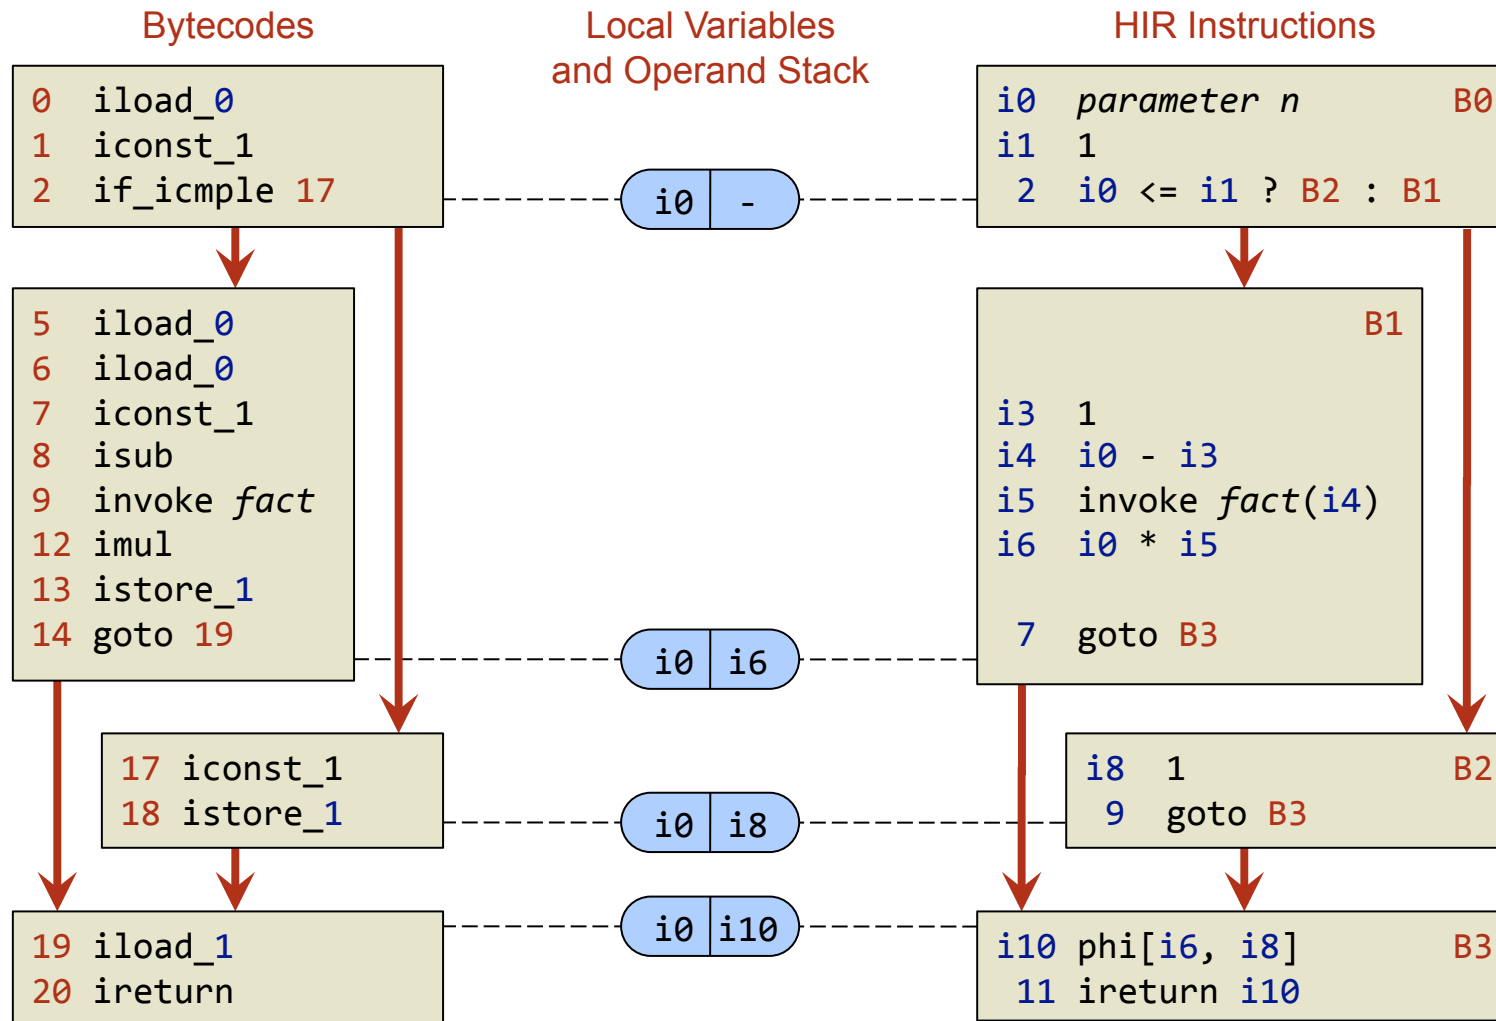 Bytecodes
Local Variables
and Operand Stack
HIR Instructions
0 iload_0
1 iconst_1
2 if_icmple 17
i0 -
i0 parameter n B0
i1 1
2 i0 <= i1 ? B2 : B1
5 iload_0
6 iload_0
7 iconst_1
8 isub
9 invoke fact
12 imul
13 istore_1
14 goto 19
i0 i6
B1
i3 1
i4 i0 - i3
i5 invoke fact(i4)
i6 i0 * i5
7 goto B3
17 iconst_1
18 istore_1
i0 i8
i8 1 B2
9 goto B3
19 iload_1
20 ireturn
i0 i10
i10 phi[i6, i8] B3
11 ireturn i10